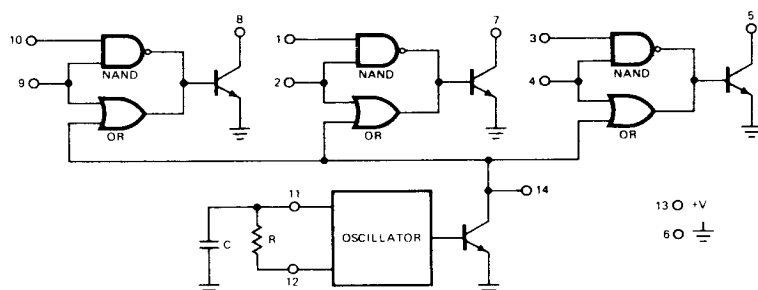 8
7
5
10
1
3
NAND
NAND
NAND
9
2
4
OR
OR
OR
11
14
C
R
OSCILLATOR
13 +V
6
12